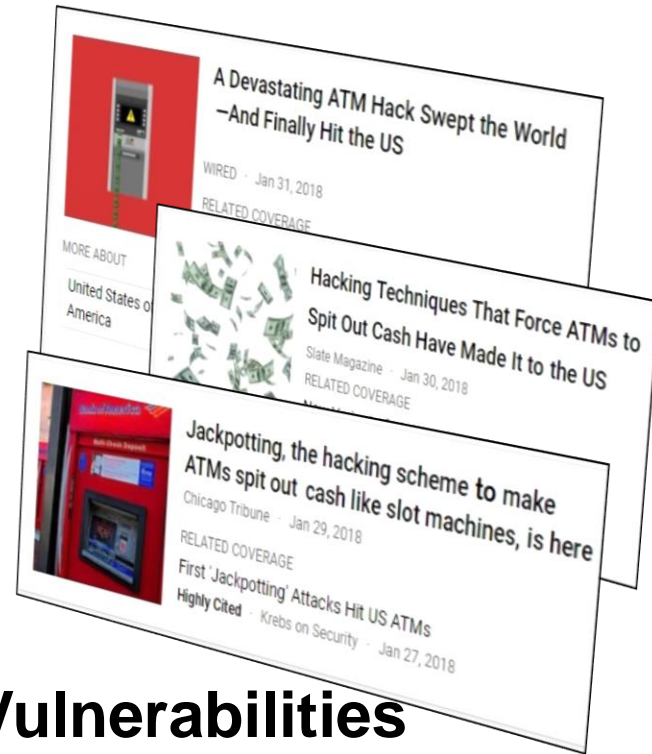 A Devastating ATM Hack Swept the World
—And Finally Hit the US
WIRED · Jan 31, 2018
RELATED COVERAGE
MORE ABOUT
United States of
America
Hacking Techniques That Force ATMs to
Spit Out Cash Have Made It to the US
Slate Magazine · Jan 30, 2018
RELATED COVERAGE
Bank of America
Jackpotting, the hacking scheme to make
ATMs spit out cash like slot machines, is here
Chicago Tribune · Jan 29, 2018
RELATED COVERAGE
First 'Jackpotting' Attacks Hit US ATMs
Highly Cited · Krebs on Security · Jan 27, 2018
Vulnerabilities